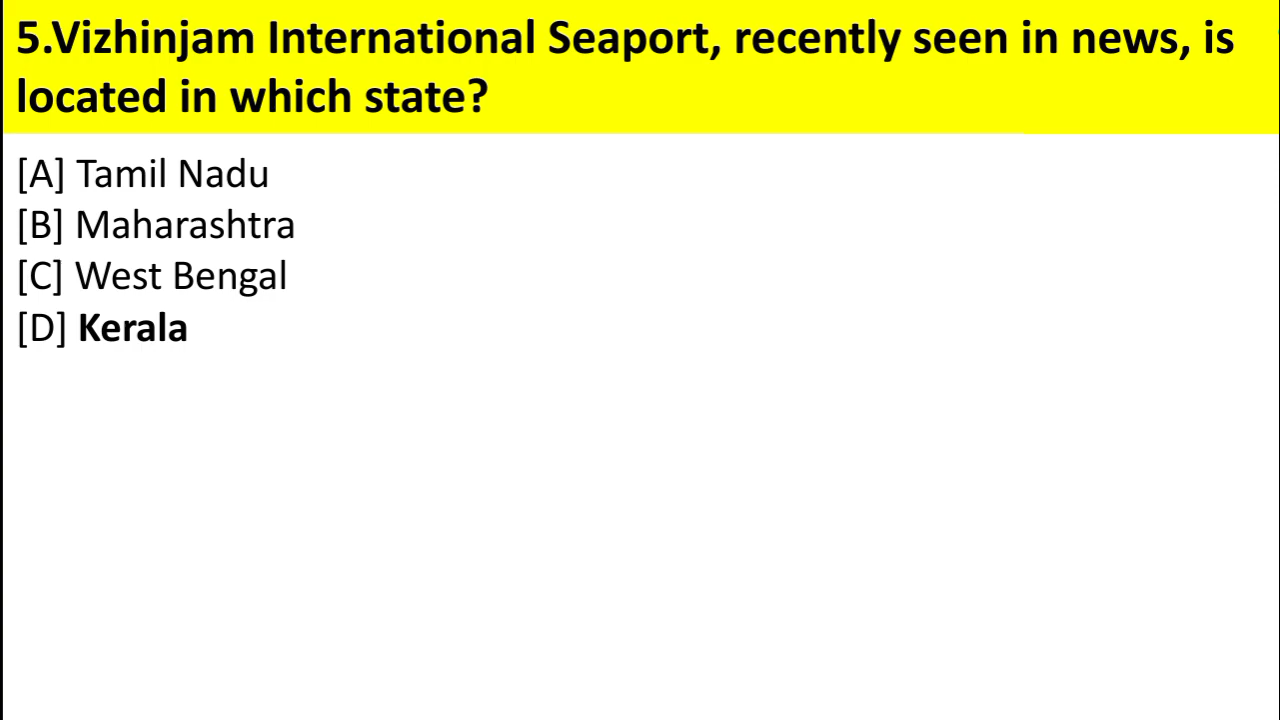 5.Vizhinjam International Seaport, recently seen in news, is
located in which state?
[A] Tamil Nadu
[B] Maharashtra
[C] West Bengal
[D] Kerala